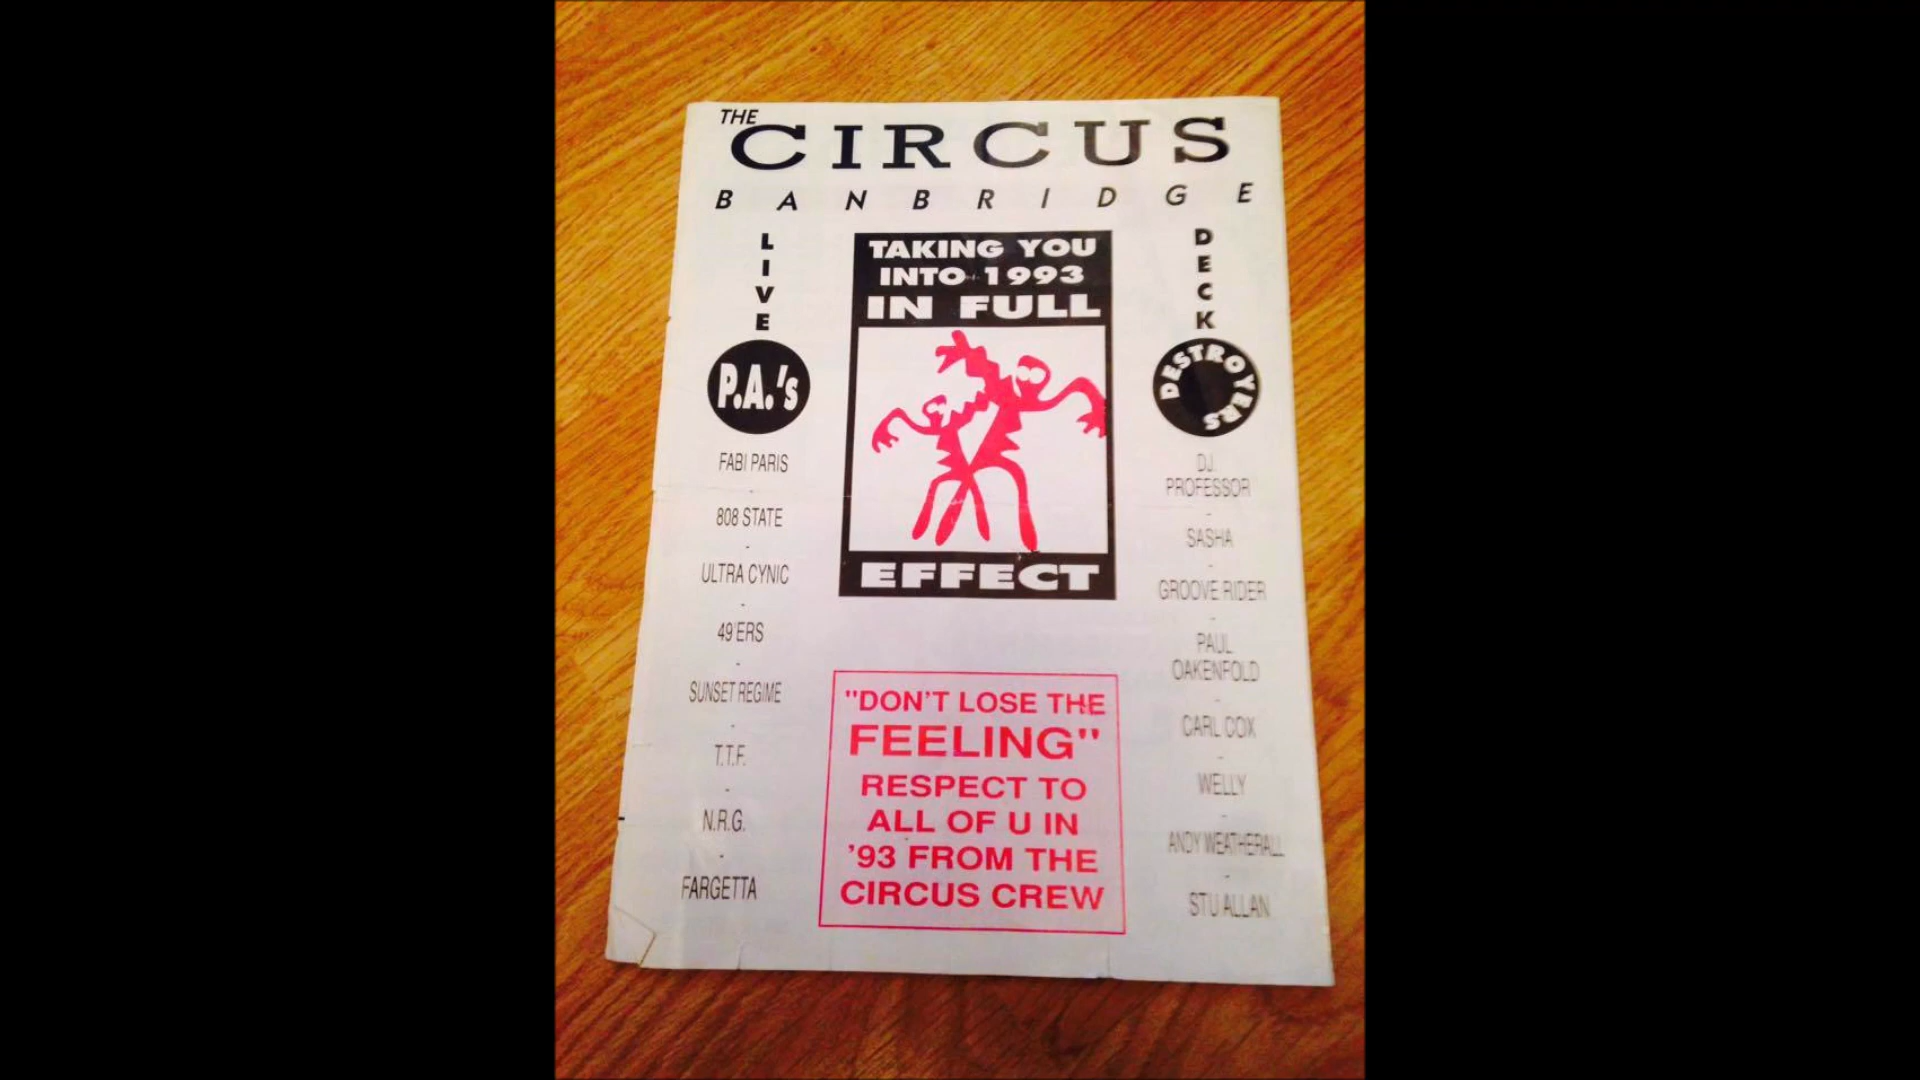 THE
CIRCUS
BANBRIDGE
LIVE
P.A.'s
FABI PARIS
-
808 STATE
-
ULTRA CYNIC
-
49'ERS
-
SUNSET REGIME
-
T.T.F.
-
N.R.G.
-
FARGETTA
TAKING YOU
INTO 1993
IN FULL
EFFECT
"DON'T LOSE THE
FEELING"
RESPECT TO
ALL OF U IN
'93 FROM THE
CIRCUS CREW
DECK
DESTROYERS
DJ.
PROFESSOR
-
SASHA
-
GROOVE RIDER
-
PAUL
OAKENFOLD
-
CARL COX
-
WELLY
-
ANDY WEATHERALL
-
STU ALLAN